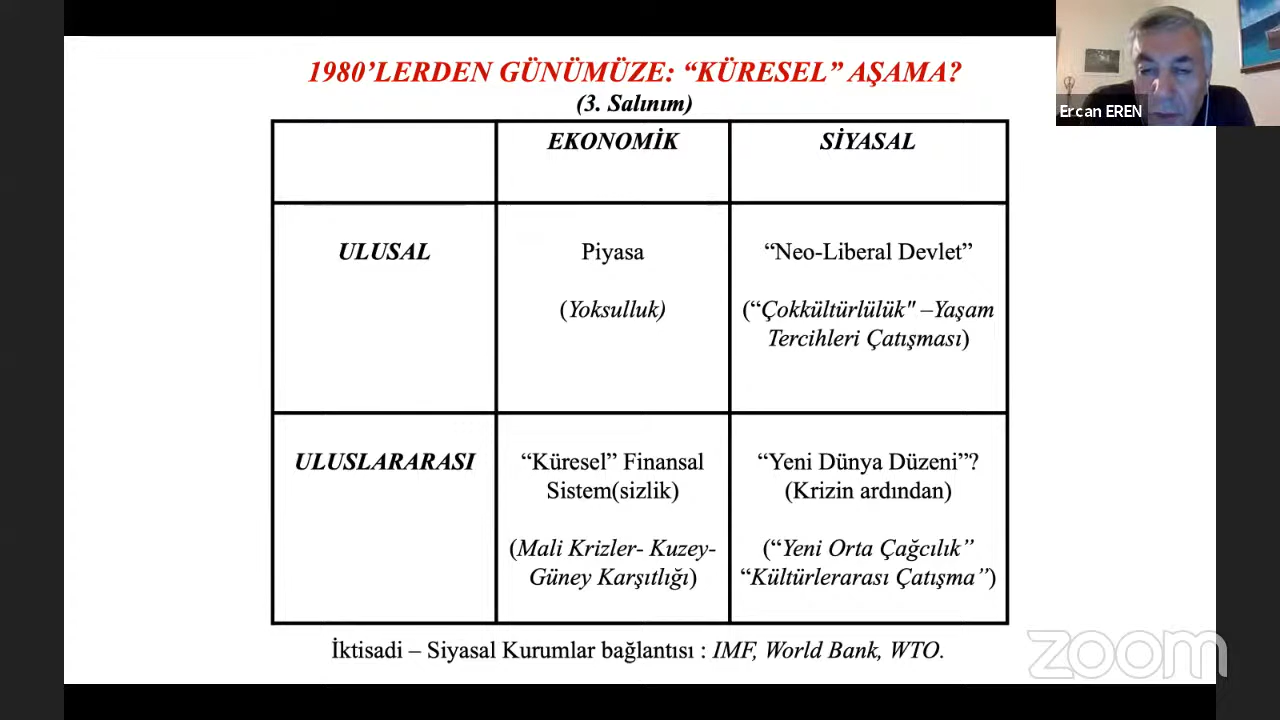 1980’LERDEN GÜNÜMÜZE: “KÜRESEL” AŞAMA?
(3. Salınım)
EKONOMİK
SİYASAL
ULUSAL
Piyasa
(Yoksulluk)
“Neo-Liberal Devlet”
(“Çokkültürlülük" –Yaşam
Tercihleri Çatışması)
ULUSLARARASI
“Küresel” Finansal
Sistem(sizlik)
(Mali Krizler- Kuzey-
Güney Karşıtlığı)
“Yeni Dünya Düzeni”?
(Krizin ardından)
(“Yeni Orta Çağcılık”
“Kültürlerarası Çatışma”)
İktisadi – Siyasal Kurumlar bağlantısı : IMF, World Bank, WTO.
Ercan EREN
zoom